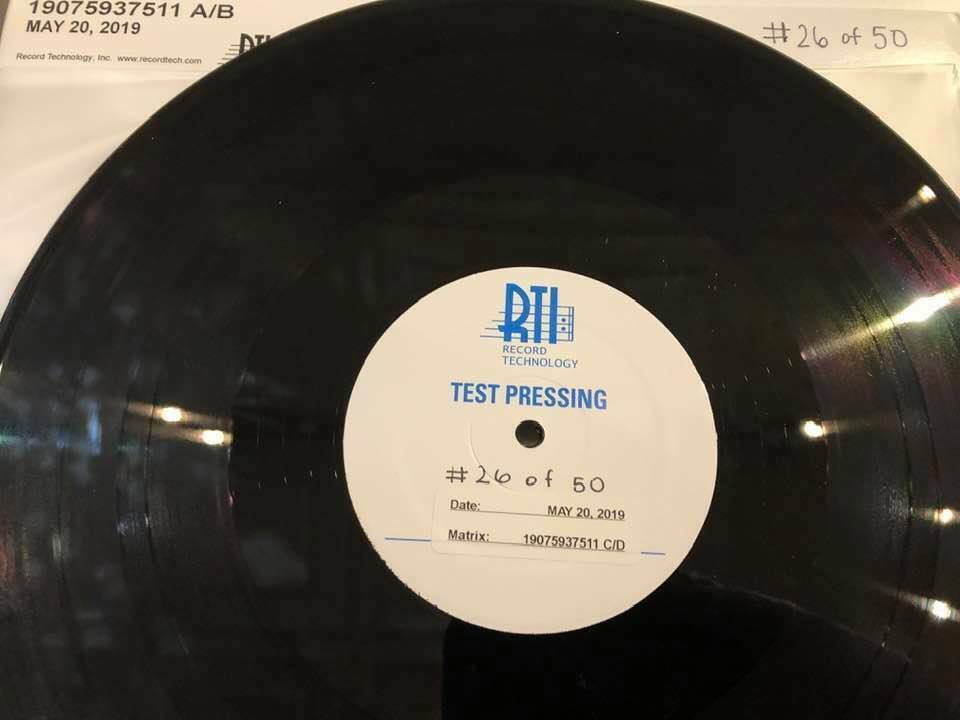 19075937511 A/B
MAY 20, 2019
Record Technology, Inc. www.recordtech.com
RTI
#26 of 50
RTI
RECORD
TECHNOLOGY
TEST PRESSING
#26 of 50
Date: MAY 20, 2019
Matrix: 19075937511 C/D